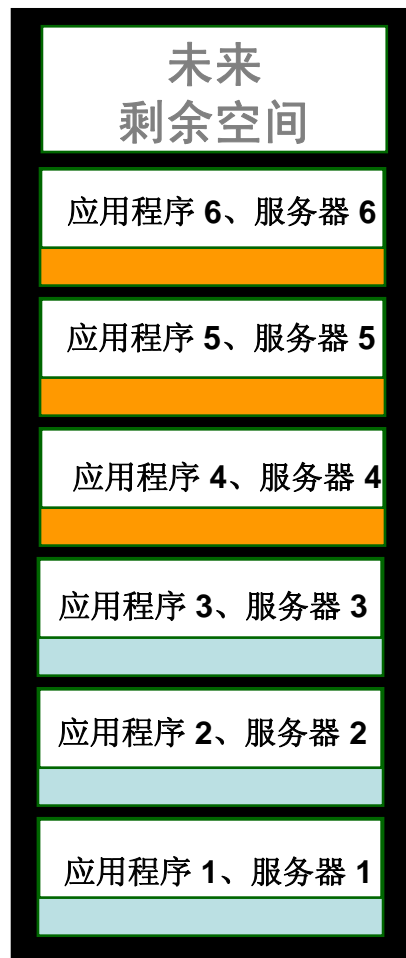 未来
剩余空间
应用程序 6、服务器 6
应用程序 5、服务器 5
应用程序 4、服务器 4
应用程序 3、服务器 3
应用程序 2、服务器 2
应用程序 1、服务器 1